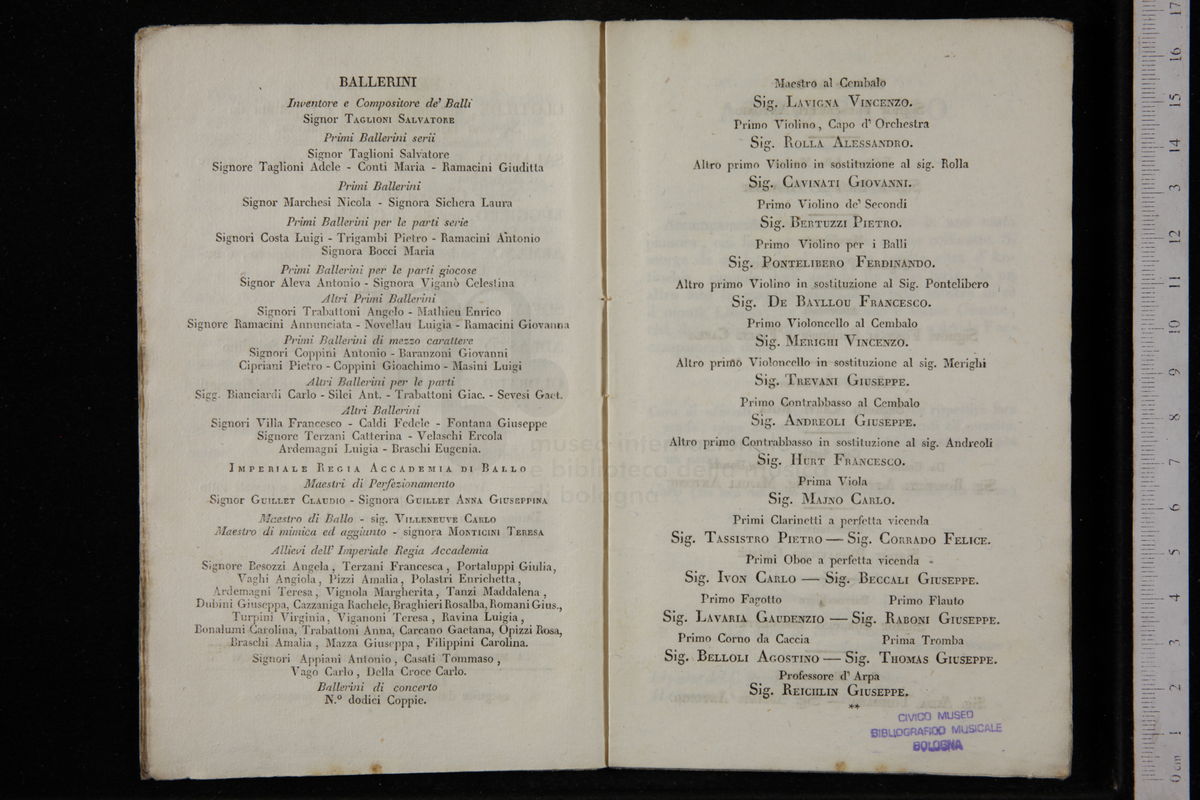 BALLERINI
Inventore e Compositore de' Balli
Signor TAGLIONI SALVATORE
Primi Ballerini serii
Signor Taglioni Salvatore
Signore Taglioni Adele - Conti Maria - Ramacini Giuditta
Primi Ballerini
Signor Marchesi Nicola - Signora Sichera Laura
Primi Ballerini per le parti serie
Signori Costa Luigi - Trigambi Pietro - Ramacini Antonio
Signora Bocci Maria
Primi Ballerini per le parti giocose
Signor Aleva Antonio - Signora Viganò Celestina
Altri Primi Ballerini
Signori Trabattoni Angelo - Mathieu Enrico
Signore Ramacini Annunciata - Novellau Luigia - Ramacini Giovanna
Primi Ballerini di mezzo carattere
Signori Coppini Antonio - Baranzoni Giovanni
Cipriani Pietro - Coppini Gioachimo - Masini Luigi
Altri Ballerini per le parti
Sigg. Bianciardi Carlo - Silei Ant. - Trabattoni Giac. - Sevesi Gaet.
Altri Ballerini
Signori Villa Francesco - Caldi Fedele - Fontana Giuseppe
Signore Terzani Catterina - Velaschi Ercola
Ardemagni Luigia - Braschi Eugenia.
IMPERIALE REGIA ACCADEMIA DI BALLO
Maestri di Perfezionamento
Signor GUILLET CLAUDIO - Signora GUILLET ANNA GIUSEPPINA
Maestro di Ballo - sig. VILLENEUVE CARLO
Maestro di mimica ed aggiunto - signora MONTICINI TERESA
Allievi dell' Imperiale Regia Accademia
Signore Besozzi Angela, Terzani Francesca, Portaluppi Giulia,
Vaghi Angiola, Pizzi Amalia, Polastri Enrichetta,
Ardemagni Teresa, Vignola Margherita, Tanzi Maddalena,
Dubini Giuseppa, Cazzaniga Rachele, Braghieri Rosalba, Romani Gius.,
Turpini Virginia, Viganoni Teresa, Ravina Luigia,
Bonalumi Carolina, Trabattoni Anna, Carcano Gaetana, Opizzi Rosa,
Braschi Amalia, Mazza Giuseppa, Filippini Carolina.
Signori Appiani Antonio, Casati Tommaso,
Vago Carlo, Della Croce Carlo.
Ballerini di concerto
N.º dodici Coppie.
Maestro al Cembalo
Sig. LAVIGNA VINCENZO.
Primo Violino, Capo d' Orchestra
Sig. ROLLA ALESSANDRO.
Altro primo Violino in sostituzione al sig. Rolla
Sig. CAVINATI GIOVANNI.
Primo Violino de' Secondi
Sig. BERTUZZI PIETRO.
Primo Violino per i Balli
Sig. PONTELIBERO FERDINANDO.
Altro primo Violino in sostituzione al Sig. Pontelibero
Sig. DE BAYLLOU FRANCESCO.
Primo Violoncello al Cembalo
Sig. MERIGHI VINCENZO.
Altro primo Violoncello in sostituzione al sig. Merighi
Sig. TREVANI GIUSEPPE.
Primo Contrabbasso al Cembalo
Sig. ANDREOLI GIUSEPPE.
Altro primo Contrabbasso in sostituzione al sig. Andreoli
Sig. HURT FRANCESCO.
Prima Viola
Sig. MAJNO CARLO.
Primi Clarinetti a perfetta vicenda
Sig. TASSISTRO PIETRO — Sig. CORRADO FELICE.
Primi Oboe a perfetta vicenda
Sig. IVON CARLO — Sig. BECCALI GIUSEPPE.
Primo Fagotto Primo Flauto
Sig. LAVARIA GAUDENZIO — Sig. RABONI GIUSEPPE.
Primo Corno da Caccia Prima Tromba
Sig. BELLOLI AGOSTINO — Sig. THOMAS GIUSEPPE.
Professore d' Arpa
Sig. REICHLIN GIUSEPPE.
**
CIVICO MUSEO
BIBLIOGRAFICO MUSICALE
BOLOGNA